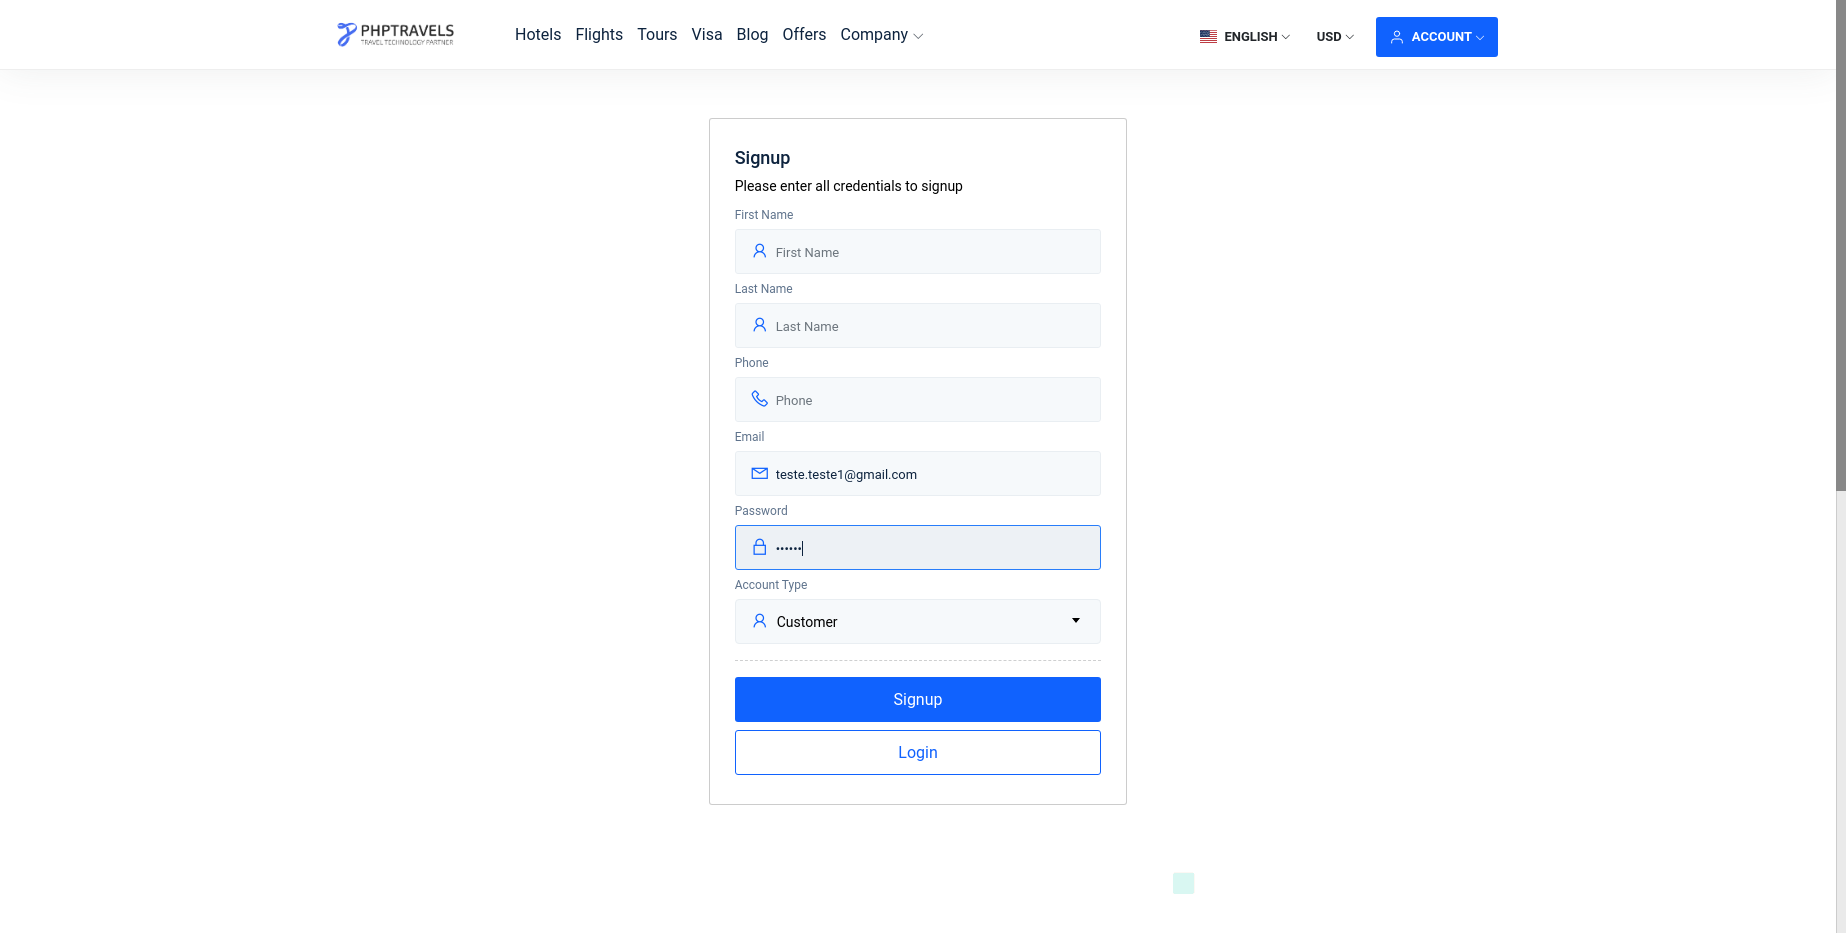 PHPTRAVELS
TRAVEL TECHNOLOGY PARTNER
Hotels Flights Tours Visa Blog Offers Company
ENGLISH USD ACCOUNT
Signup
Please enter all credentials to signup
First Name
First Name
Last Name
Last Name
Phone
Phone
Email
teste.teste1@gmail.com
Password
••••••
Account Type
Customer
Signup
Login